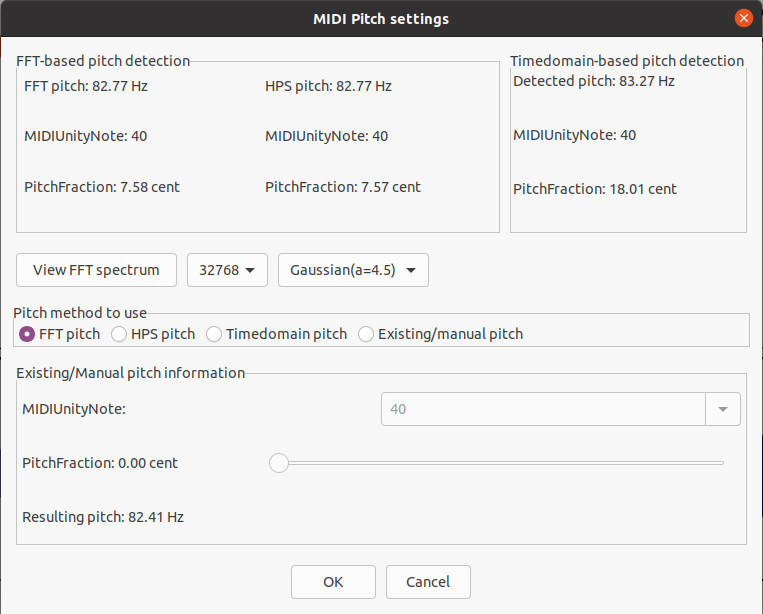 MIDI Pitch settings
FFT-based pitch detection
FFT pitch: 82.77 Hz
HPS pitch: 82.77 Hz
MIDIUnityNote: 40
MIDIUnityNote: 40
PitchFraction: 7.58 cent
PitchFraction: 7.57 cent
Timedomain-based pitch detection
Detected pitch: 83.27 Hz
MIDIUnityNote: 40
PitchFraction: 18.01 cent
View FFT spectrum
32768
Gaussian(a=4.5)
Pitch method to use
FFT pitch
HPS pitch
Timedomain pitch
Existing/manual pitch
Existing/Manual pitch information
MIDIUnityNote:
40
PitchFraction: 0.00 cent
Resulting pitch: 82.41 Hz
OK
Cancel